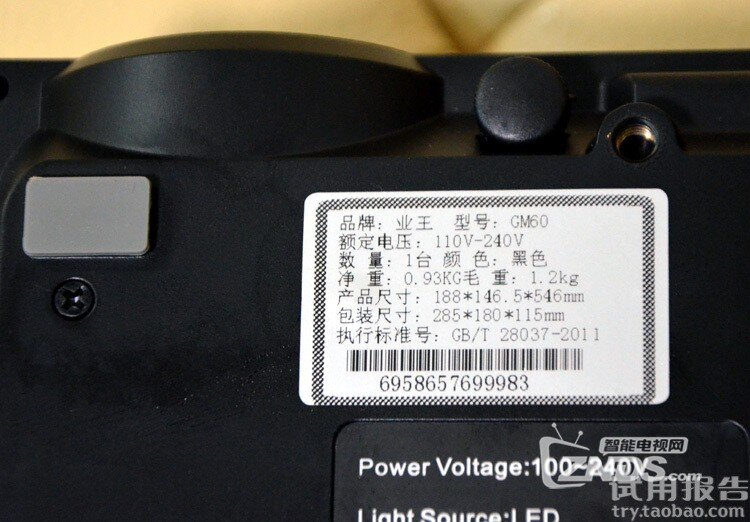 品牌：业王 型号：GM60
额定电压：110V-240V
数 量：1台 颜 色：黑色
净 重：0.93KG毛 重：1.2kg
产品尺寸：188*146.5*546mm
包装尺寸：285*180*115mm
执行标准号：GB/T 28037-2011
6958657699983
Power Voltage:100~240V
Light Source:LED
智能电视网
ZNDS.com
试用报告
try.taobao.com